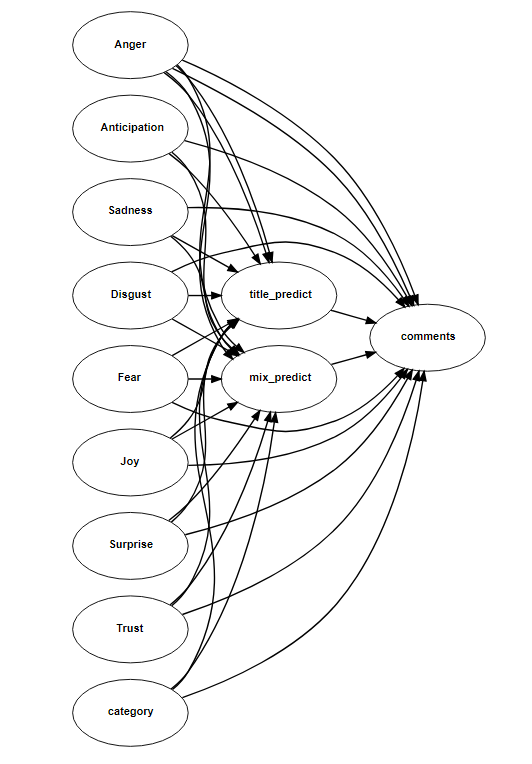 Anger
Anticipation
Sadness
Disgust
title_predict
comments
Fear
mix_predict
Joy
Surprise
Trust
category